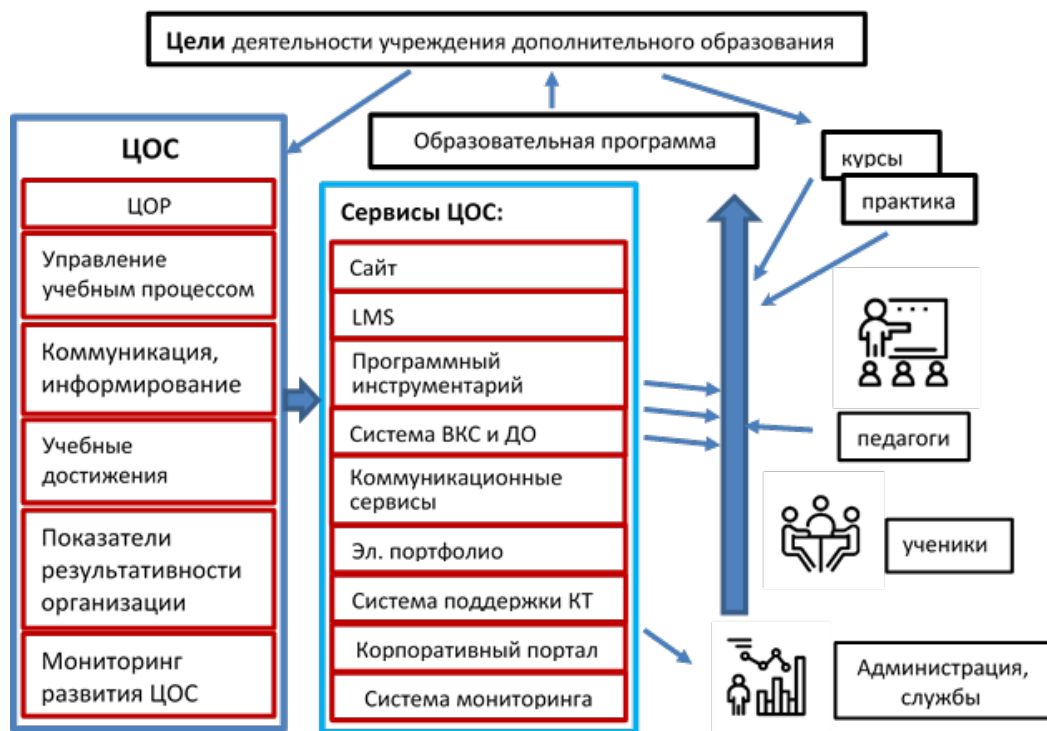 Цели деятельности учреждения дополнительного образования
Образовательная программа
курсы
практика
ЦОС
ЦОР
Управление
учебным процессом
Коммуникация,
информирование
Учебные
достижения
Показатели
результативности
организации
Мониторинг
развития ЦОС
Сервисы ЦОС:
Сайт
LMS
Программный
инструментарий
Система ВКС и ДО
Коммуникационные
сервисы
Эл. портфолио
Система поддержки КТ
Корпоративный портал
Система мониторинга
педагоги
ученики
Администрация,
службы